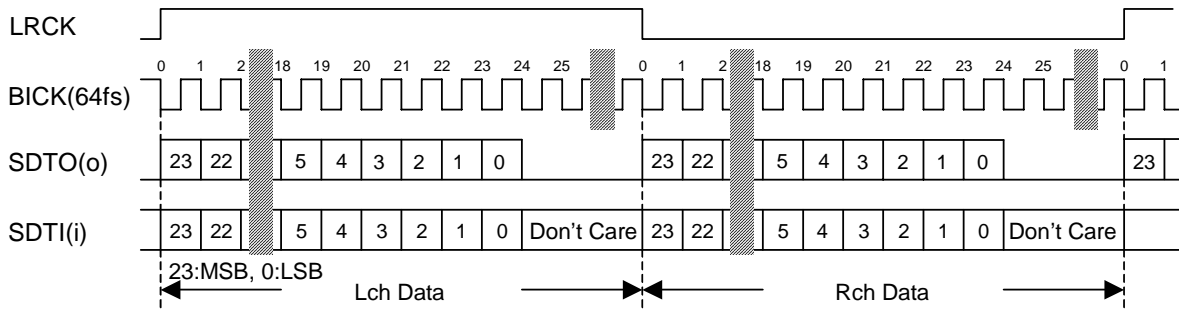 LRCK
0 1 2 18 19 20 21 22 23 24 25 0 1 2 18 19 20 21 22 23 24 25 0 1
BICK(64fs)
SDTO(o) 23 22 5 4 3 2 1 0 23 22 5 4 3 2 1 0 23
SDTI(i) 23 22 5 4 3 2 1 0 Don't Care 23 22 5 4 3 2 1 0 Don't Care
23:MSB, 0:LSB
Lch Data Rch Data